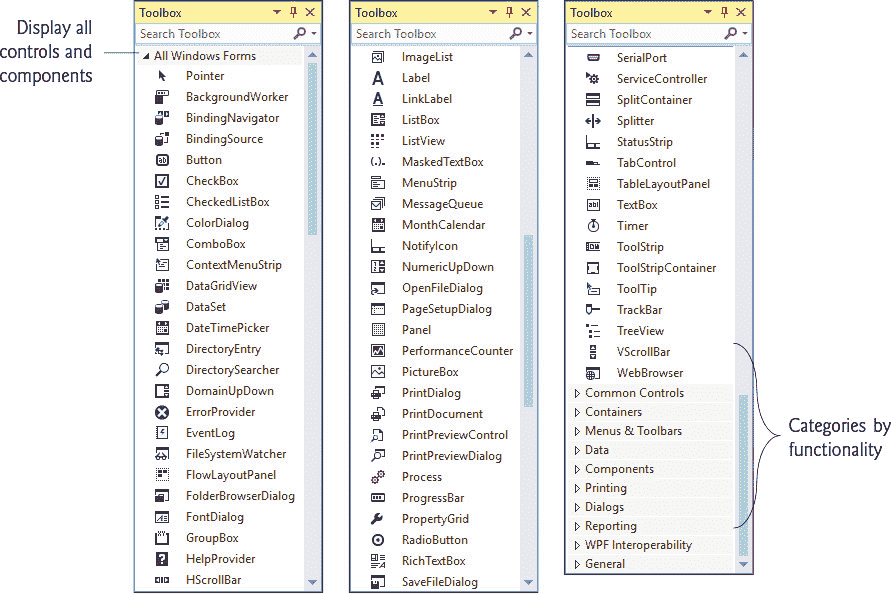 Display all
controls and
components
Toolbox
Search Toolbox
All Windows Forms
Pointer
BackgroundWorker
BindingNavigator
BindingSource
Button
CheckBox
CheckedListBox
ColorDialog
ComboBox
ContextMenuStrip
DataGridView
DataSet
DateTimePicker
DirectoryEntry
DirectorySearcher
DomainUpDown
ErrorProvider
EventLog
FileSystemWatcher
FlowLayoutPanel
FolderBrowserDialog
FontDialog
GroupBox
HelpProvider
HScrollBar
Toolbox
Search Toolbox
ImageList
Label
LinkLabel
ListBox
ListView
MaskedTextBox
MenuStrip
MessageQueue
MonthCalendar
NotifyIcon
NumericUpDown
OpenFileDialog
PageSetupDialog
Panel
PerformanceCounter
PictureBox
PrintDialog
PrintDocument
PrintPreviewControl
PrintPreviewDialog
Process
ProgressBar
PropertyGrid
RadioButton
RichTextBox
SaveFileDialog
Toolbox
Search Toolbox
SerialPort
ServiceController
SplitContainer
Splitter
StatusStrip
TabControl
TableLayoutPanel
TextBox
Timer
ToolStrip
ToolStripContainer
ToolTip
TrackBar
TreeView
VScrollBar
WebBrowser
Common Controls
Containers
Menus & Toolbars
Data
Components
Printing
Dialogs
Reporting
WPF Interoperability
General
Categories by
functionality